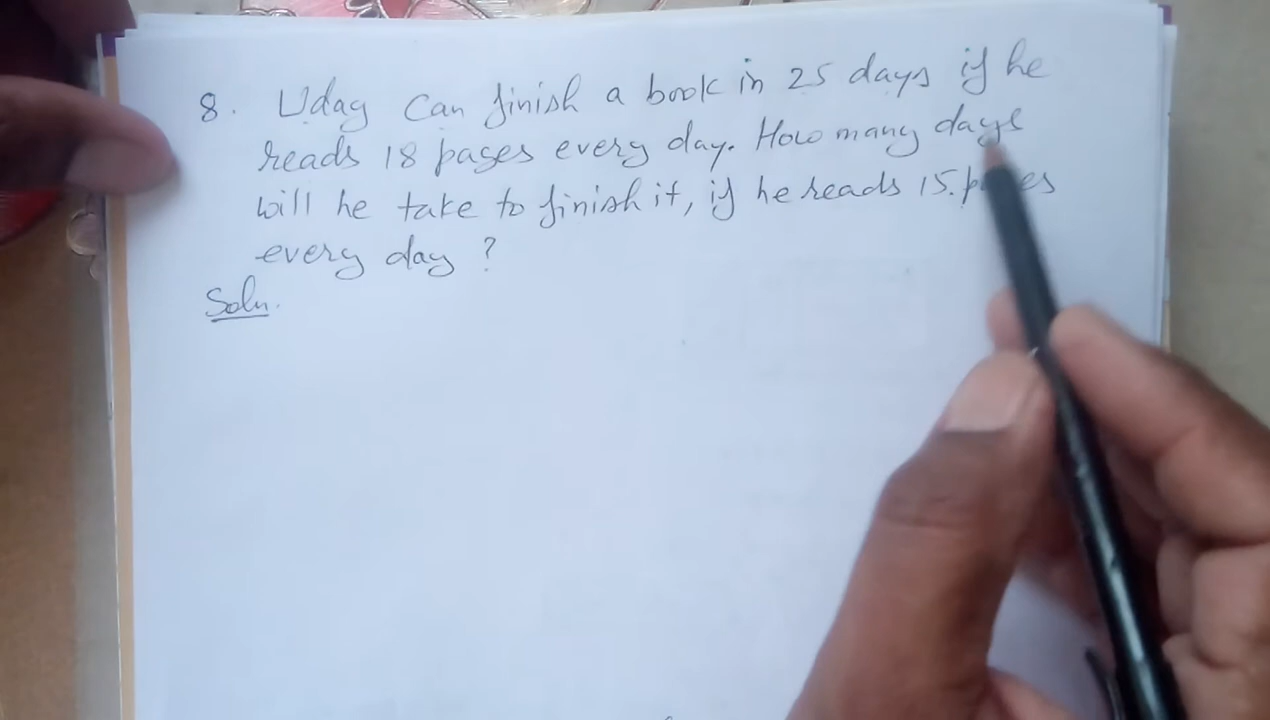 8. Uday can finish a book in 25 days if he
reads 18 pages every day. How many days
will he take to finish it, if he reads 15
every day ?
Soln.